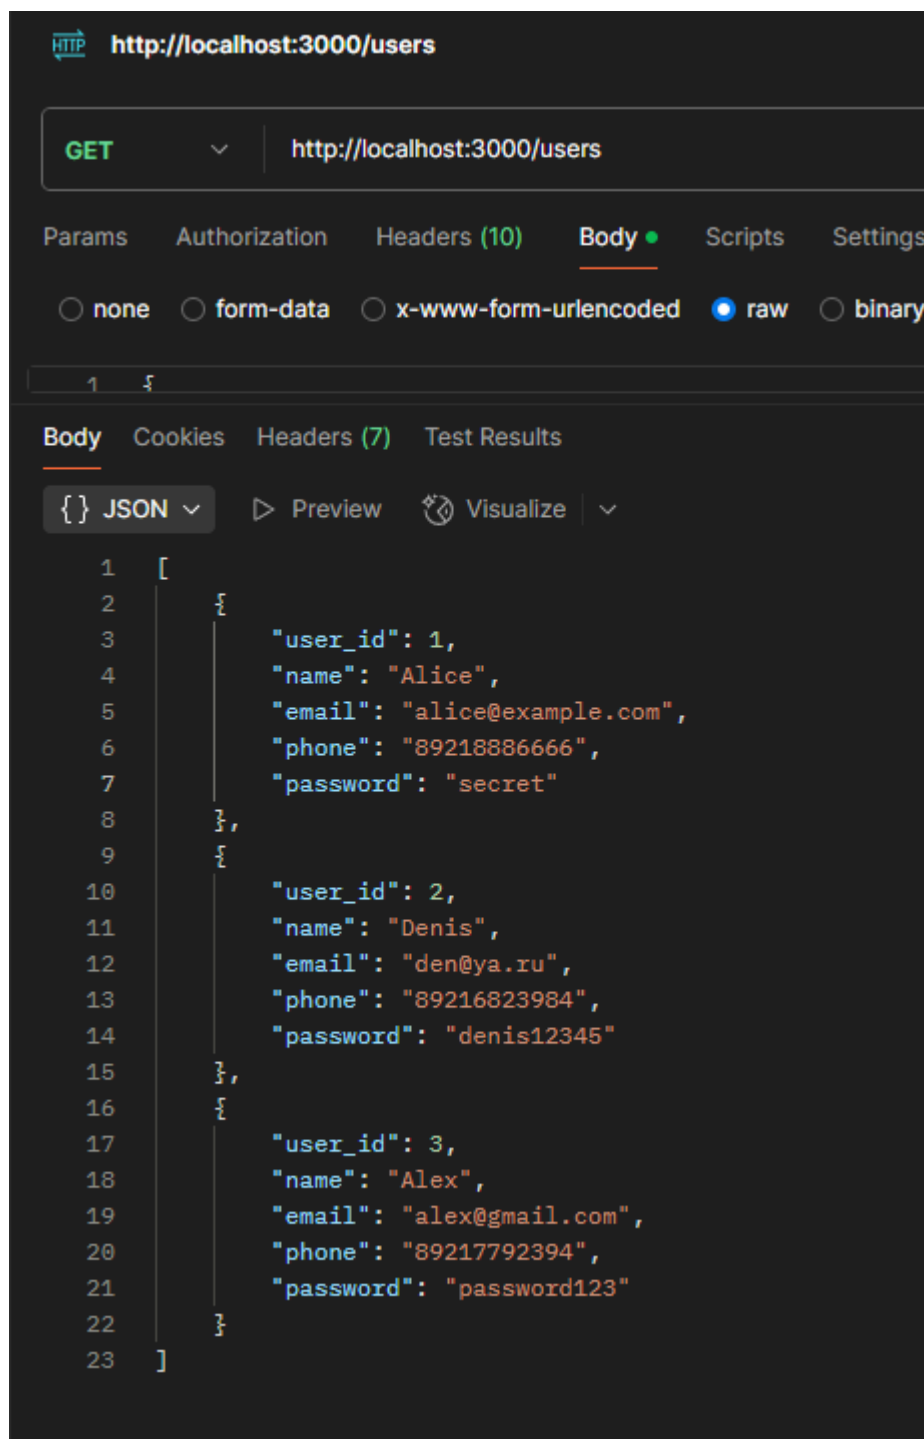 HTTP http://localhost:3000/users
GET http://localhost:3000/users
Params Authorization Headers (10) Body Scripts Settings
none form-data x-www-form-urlencoded raw binary
1 {
Body Cookies Headers (7) Test Results
{} JSON Preview Visualize
1 [
2 {
3 "user_id": 1,
4 "name": "Alice",
5 "email": "alice@example.com",
6 "phone": "89218886666",
7 "password": "secret"
8 },
9 {
10 "user_id": 2,
11 "name": "Denis",
12 "email": "den@ya.ru",
13 "phone": "89216823984",
14 "password": "denis12345"
15 },
16 {
17 "user_id": 3,
18 "name": "Alex",
19 "email": "alex@gmail.com",
20 "phone": "89217792394",
21 "password": "password123"
22 }
23 ]